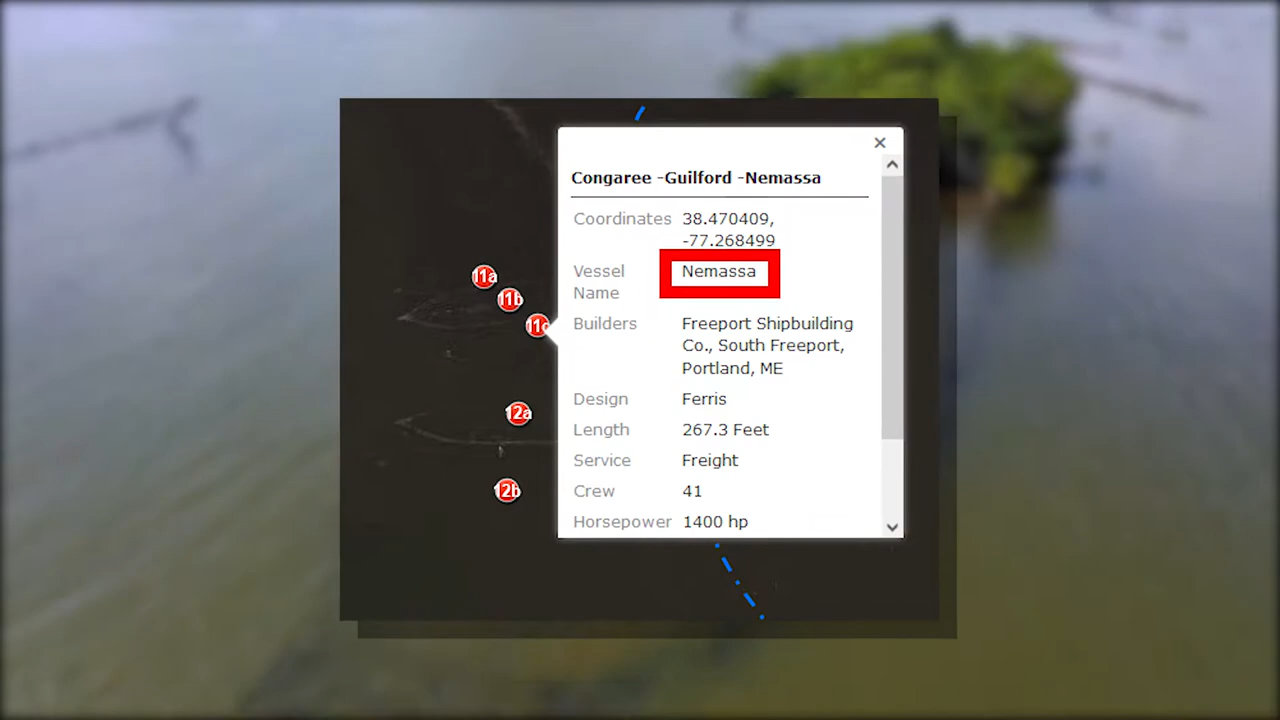 Congaree -Guilford -Nemassa
Coordinates 38.470409,
-77.268499
Vessel Name Nemassa
Builders Freeport Shipbuilding
Co., South Freeport,
Portland, ME
Design Ferris
Length 267.3 Feet
Service Freight
Crew 41
Horsepower 1400 hp
11a
11b
11c
12a
12b